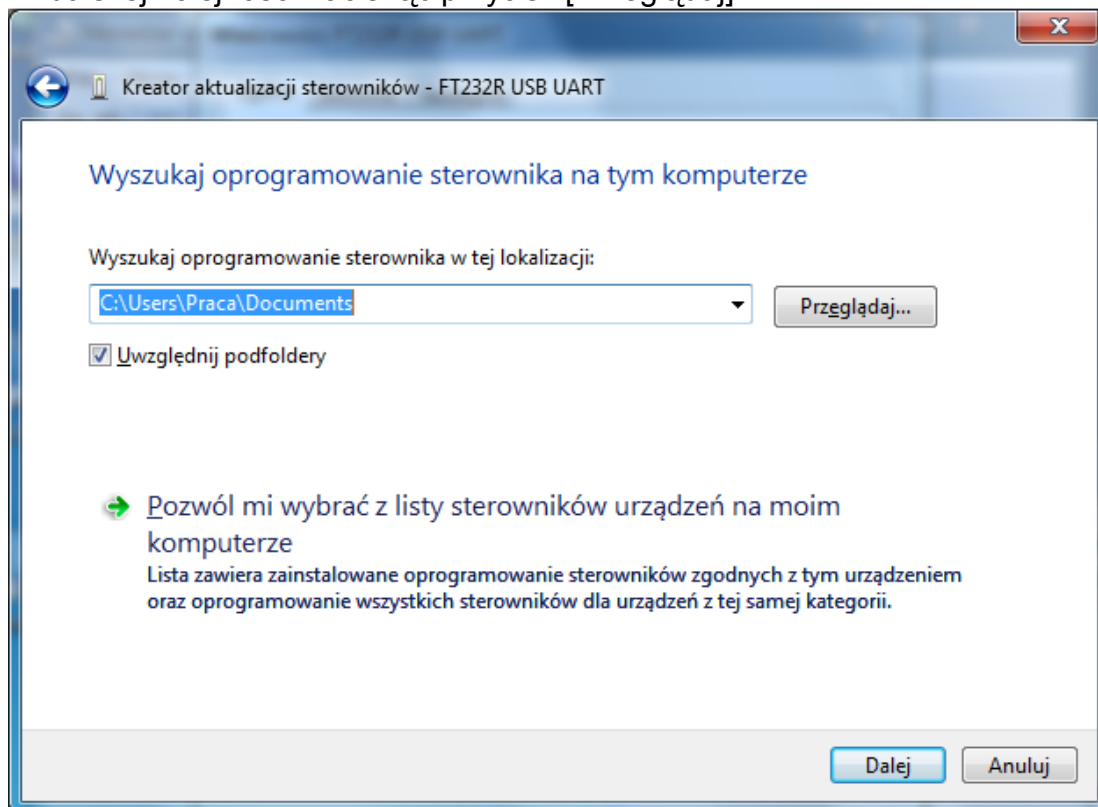 [Przeglądaj]
Kreator aktualizacji sterowników - FT232R USB UART
Wyszukaj oprogramowanie sterownika na tym komputerze
Wyszukaj oprogramowanie sterownika w tej lokalizacji:
C:\Users\Praca\Documents
Przeglądaj...
Uwzględnij podfoldery
Pozwól mi wybrać z listy sterowników urządzeń na moim
komputerze
Lista zawiera zainstalowane oprogramowanie sterowników zgodnych z tym urządzeniem
oraz oprogramowanie wszystkich sterowników dla urządzeń z tej samej kategorii.
Dalej
Anuluj